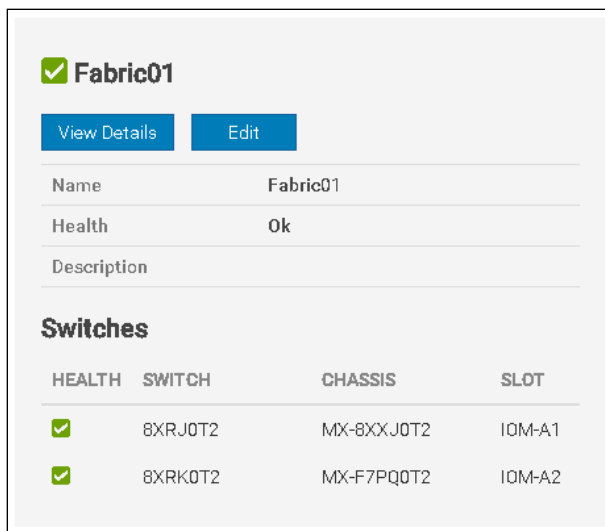 Fabric01
View Details Edit
Name Fabric01
Health Ok
Description
Switches
HEALTH SWITCH CHASSIS SLOT
8XRJ0T2 MX-8XXJ0T2 IOM-A1
8XRK0T2 MX-F7PQ0T2 IOM-A2